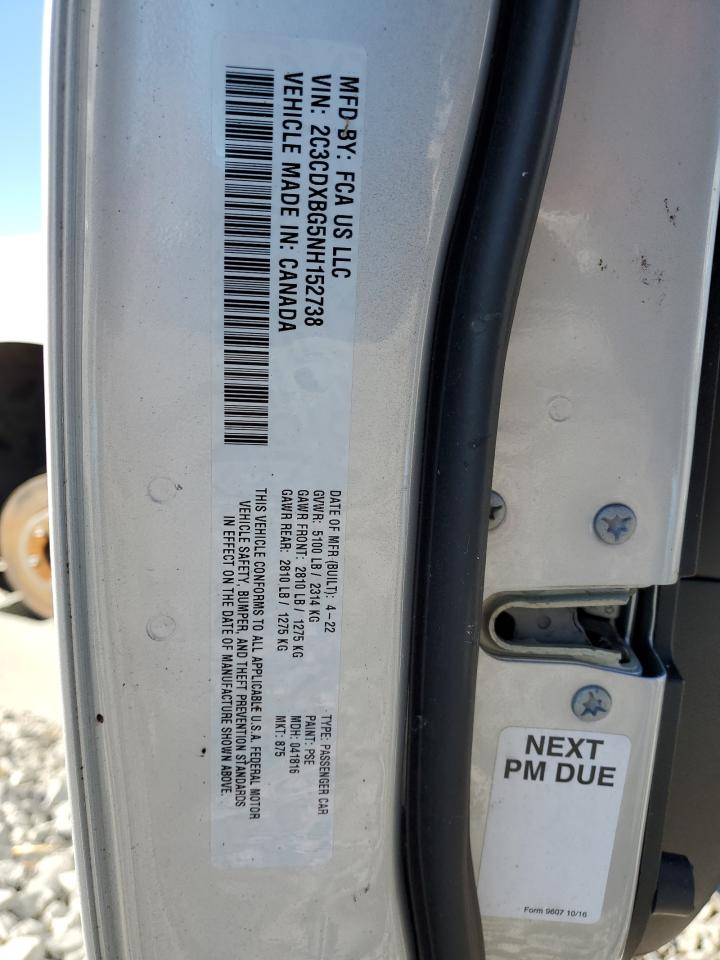 MFD BY: FCA US LLC
VIN: 2C3CDXBG5NH152738
VEHICLE MADE IN: CANADA
DATE OF MFR (BUILT): 4-22
GVWR: 5100 LB / 2314 KG
GAWR FRONT: 2810 LB / 1275 KG
GAWR REAR: 2810 LB / 1275 KG
THIS VEHICLE CONFORMS TO ALL APPLICABLE U.S.A. FEDERAL MOTOR
VEHICLE SAFETY, BUMPER, AND THEFT PREVENTION STANDARDS
IN EFFECT ON THE DATE OF MANUFACTURE SHOWN ABOVE.
TYPE: PASSENGER CAR
PAINT: PSE
MDH: 041816
MKT: 875
NEXT
PM DUE
Form 9607 10/16